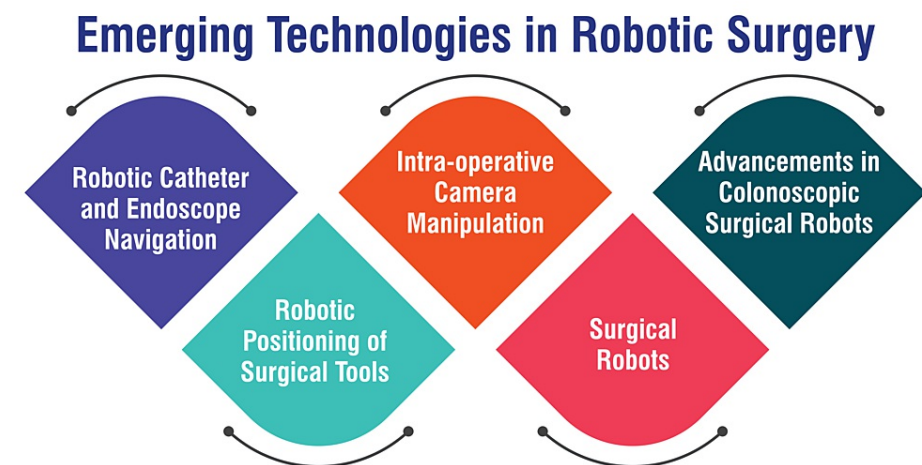 Emerging Technologies in Robotic Surgery
Robotic Catheter
and Endoscope
Navigation
Robotic
Positioning of
Surgical Tools
Intra-operative
Camera
Manipulation
Surgical
Robots
Advancements in
Colonoscopic
Surgical Robots